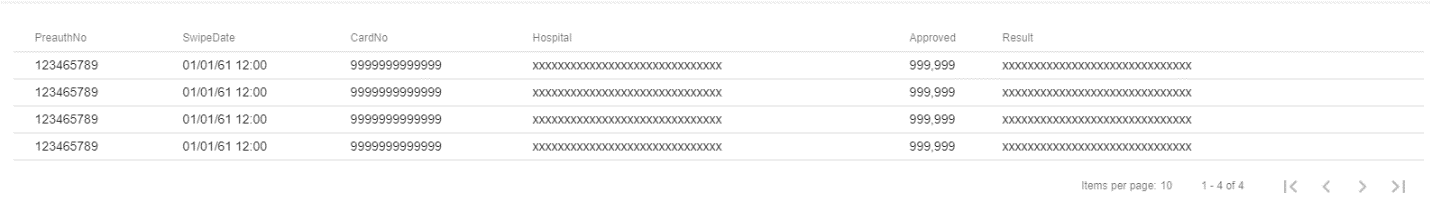 PreauthNo SwipeDate CardNo Hospital Approved Result
123465789 01/01/61 12:00 9999999999999 xxxxxxxxxxxxxxxxxxxxxxxxxxxxxx 999,999 xxxxxxxxxxxxxxxxxxxxxxxxxxxxxx
123465789 01/01/61 12:00 9999999999999 xxxxxxxxxxxxxxxxxxxxxxxxxxxxxx 999,999 xxxxxxxxxxxxxxxxxxxxxxxxxxxxxx
123465789 01/01/61 12:00 9999999999999 xxxxxxxxxxxxxxxxxxxxxxxxxxxxxx 999,999 xxxxxxxxxxxxxxxxxxxxxxxxxxxxxx
123465789 01/01/61 12:00 9999999999999 xxxxxxxxxxxxxxxxxxxxxxxxxxxxxx 999,999 xxxxxxxxxxxxxxxxxxxxxxxxxxxxxx
Items per page: 10 1 - 4 of 4